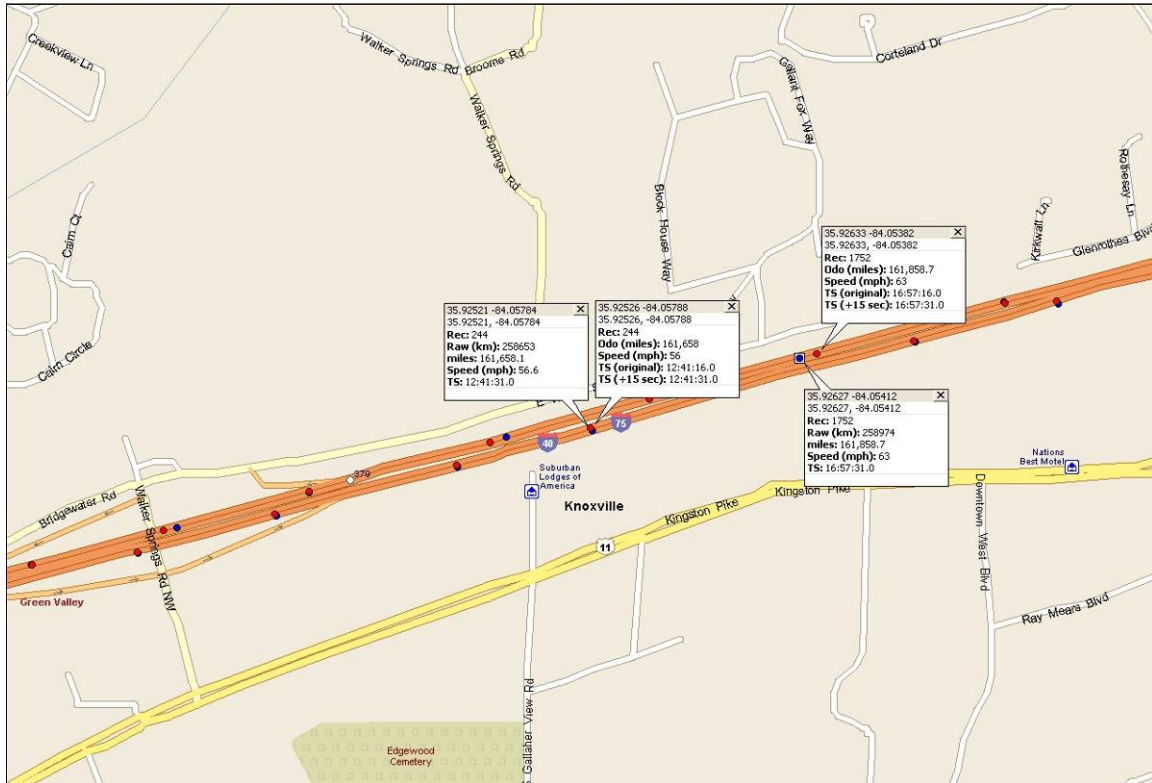 Creekview Ln
Walker Springs Rd
Broome Rd
Corteland Dr
Walker Springs Rd
Gallant Fox Way
Block House Way
Rothesay Ln
Kirkwall Ln
Glenrothes Blvd
Cairn Ct
Cairn Circle
35.92633 -84.05382
35.92633, -84.05382
Rec: 1752
Odo (miles): 161,858.7
Speed (mph): 63
TS (original): 16:57:16.0
TS (+15 sec): 16:57:31.0
35.92521 -84.05784
35.92521, -84.05784
Rec: 244
Raw (km): 258653
miles: 161,658.1
Speed (mph): 56.6
TS: 12:41:31.0
35.92526 -84.05788
35.92526, -84.05788
Rec: 244
Odo (miles): 161,658
Speed (mph): 56
TS (original): 12:41:16.0
TS (+15 sec): 12:41:31.0
35.92627 -84.05412
35.92627, -84.05412
Rec: 1752
Raw (km): 258974
miles: 161,858.7
Speed (mph): 63
TS: 16:57:31.0
75
40
379
Bridgewater Rd
Walker Springs Rd NW
Suburban
Lodges of
America
Knoxville
Nations
Best Motel
Kingston Pike
Kingston Pike
11
Downtown West Blvd
Ray Mears Blvd
Green Valley
Gallaher View Rd
Edgewood
Cemetery